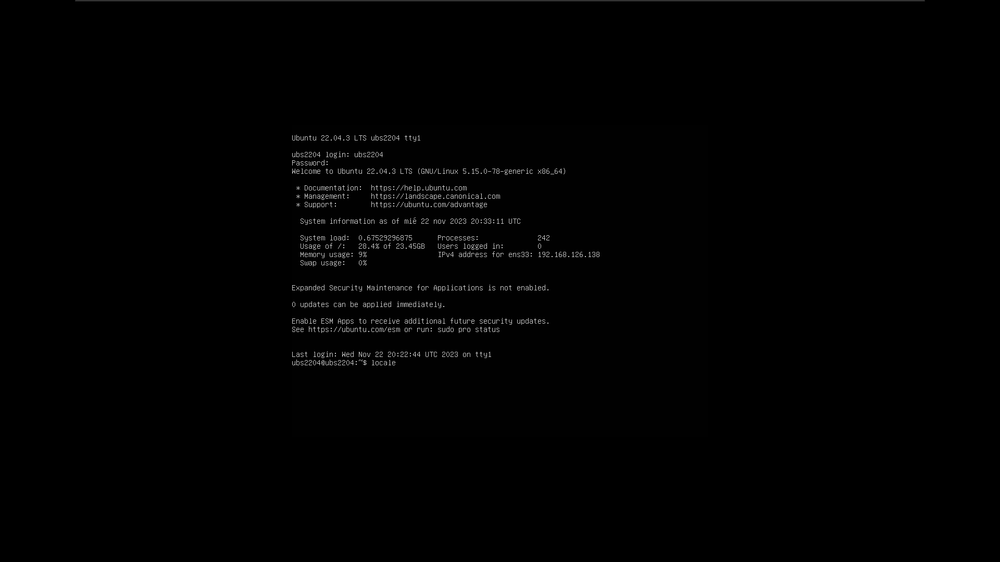 Ubuntu 22.04.3 LTS ubs2204 tty1
ubs2204 login: ubs2204
Password:
Welcome to Ubuntu 22.04.3 LTS (GNU/Linux 5.15.0-78-generic x86_64)
* Documentation:  https://help.ubuntu.com
* Management:     https://landscape.canonical.com
* Support:        https://ubuntu.com/advantage
System information as of mié 22 nov 2023 20:33:11 UTC
System load:  0.67529296875      Processes:              242
Usage of /:   28.4% of 23.45GB   Users logged in:        0
Memory usage: 9%                 IPv4 address for ens33: 192.168.126.138
Swap usage:   0%
Expanded Security Maintenance for Applications is not enabled.
0 updates can be applied immediately.
Enable ESM Apps to receive additional future security updates.
See https://ubuntu.com/esm or run: sudo pro status
Last login: Wed Nov 22 20:22:44 UTC 2023 on tty1
ubs2204@ubs2204:~$ locale